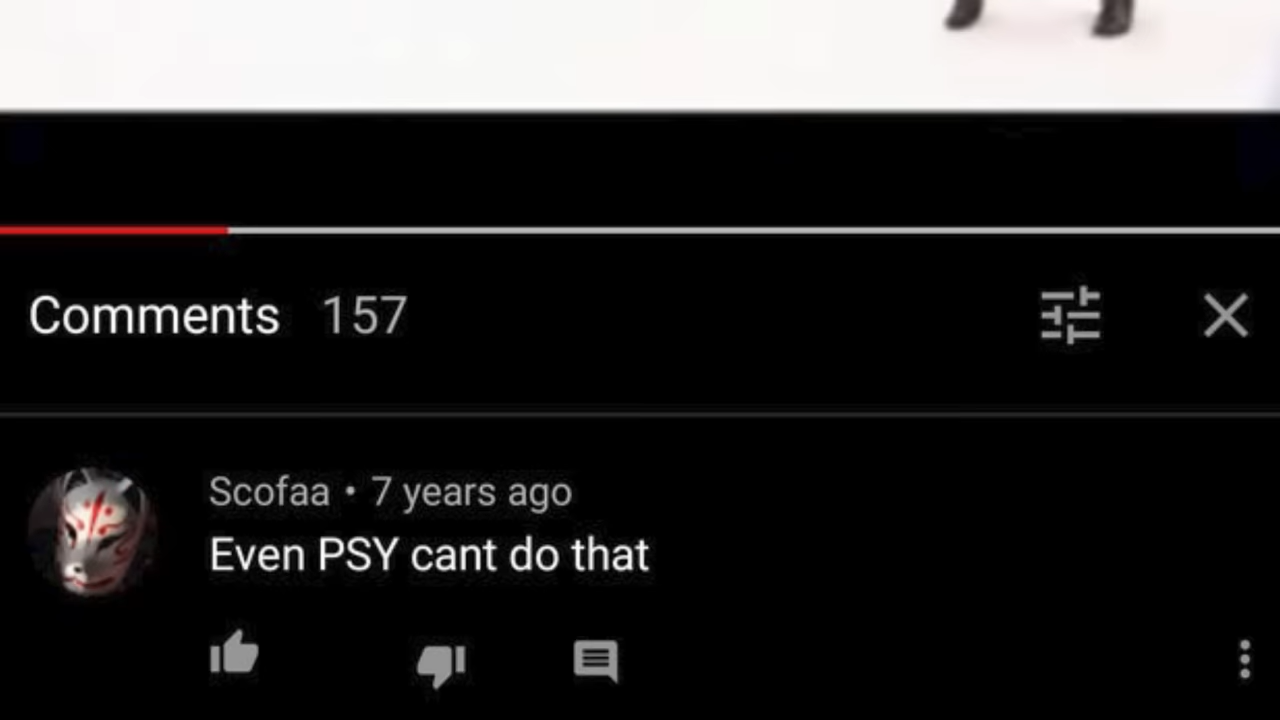 Comments 157
Scofaa • 7 years ago
Even PSY cant do that